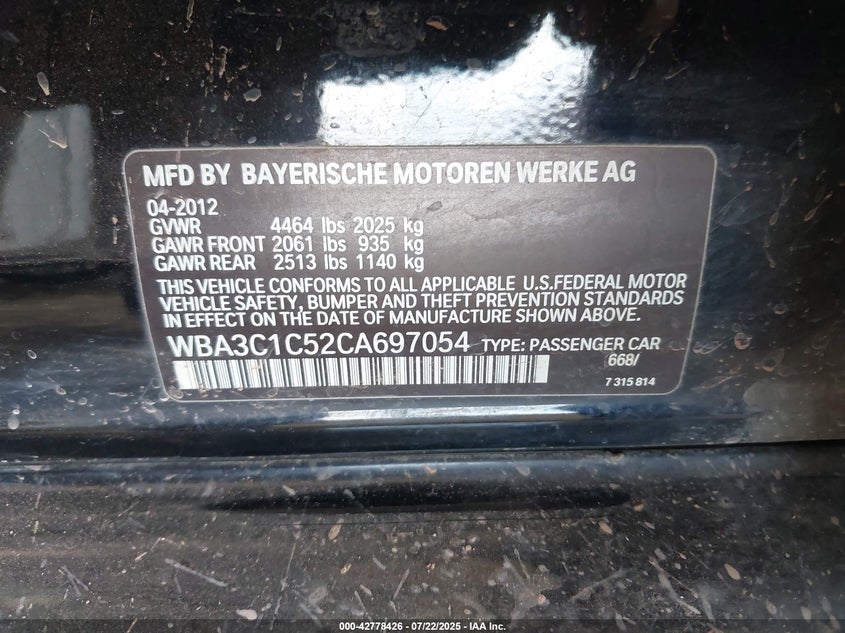 MFD BY BAYERISCHE MOTOREN WERKE AG
04-2012
GVWR 4464 lbs 2025 kg
GAWR FRONT 2061 lbs 935 kg
GAWR REAR 2513 lbs 1140 kg
THIS VEHICLE CONFORMS TO ALL APPLICABLE U.S.FEDERAL MOTOR
VEHICLE SAFETY, BUMPER AND THEFT PREVENTION STANDARDS
IN EFFECT ON THE DATE OF MANUFACTURE SHOWN ABOVE.
WBA3C1C52CA697054 TYPE: PASSENGER CAR
668/
7 315 814
000-42778426 - 07/22/2025 - IAA Inc.